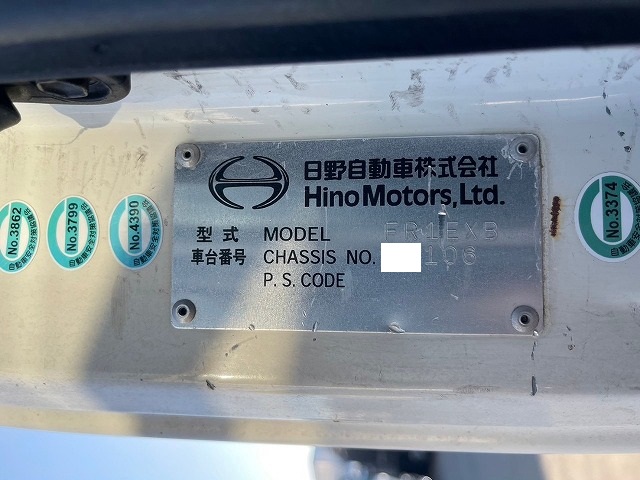 日野自動車株式会社
Hino Motors, Ltd.
型式 MODEL FR1EXB
車台番号 CHASSIS NO. 106
P.S.CODE
No.3862
No.3799
No.4390
No.3374